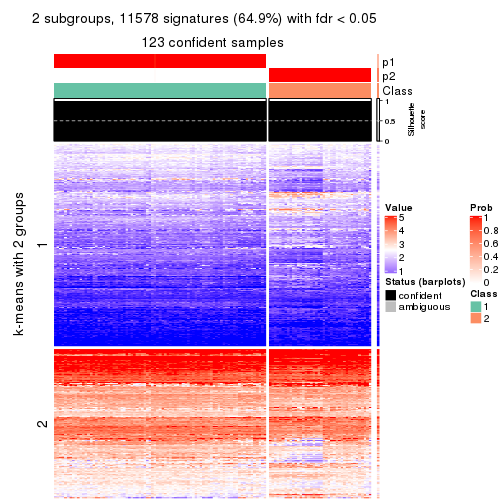 2 subgroups, 11578 signatures (64.9%) with fdr < 0.05
123 confident samples
p1
p2
Class
1
0.5
0
Silhouette
score
k-means with 2 groups
1
2
Value
5
4
3
2
1
Status (barplots)
confident
ambiguous
Prob
1
0.8
0.6
0.4
0.2
0
Class
1
2